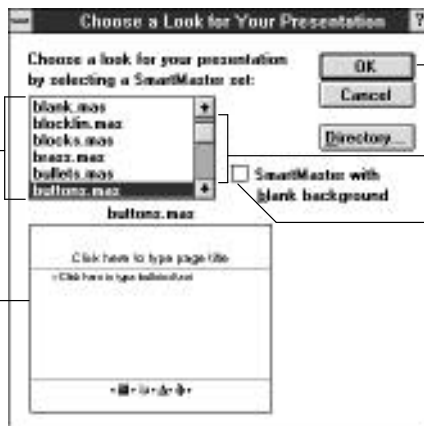 Choose a Look for Your Presentation ?
Choose a look for your presentation
by selecting a SmartMaster set:
OK
Cancel
Directory...
blank.mas
blocklin.mas
blocks.mas
brass.mas
bullets.mas
buttons.mas
SmartMaster with
blank background
buttons.mas
Click here to type page title
• Click here to type bulleted text